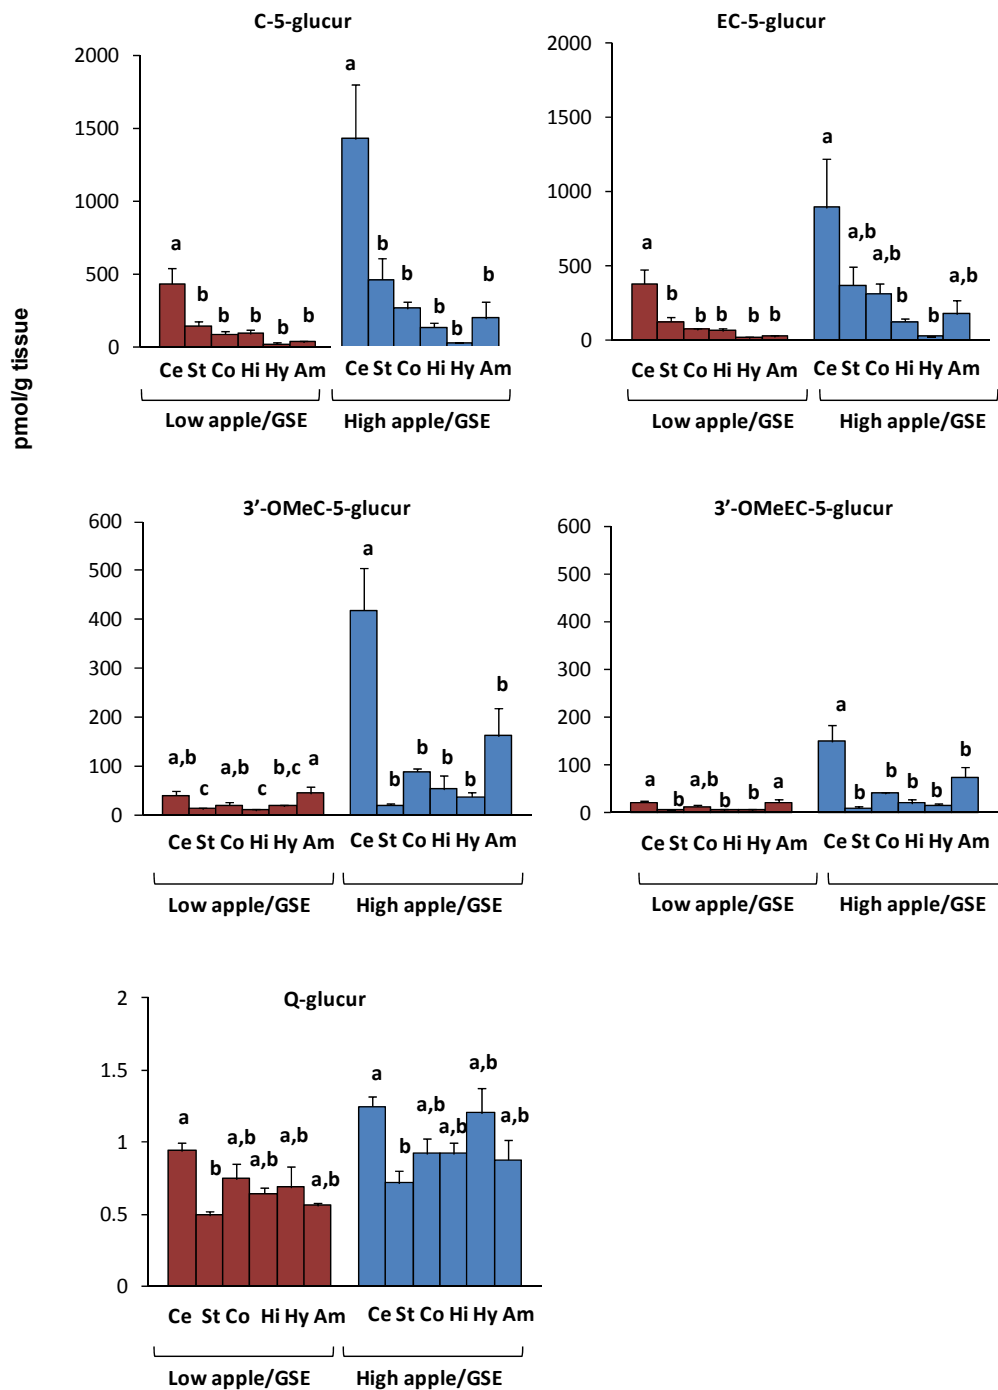 pmol/g tissue
C-5-glucur
2000
1500
1000
500
0
a
b
b
b
b
b
a
b
b
b
b
b
Ce St Co Hi Hy Am
Ce St Co Hi Hy Am
Low apple/GSE
High apple/GSE
EC-5-glucur
2000
1500
1000
500
0
a
b
b
b
b
b
a
a,b
a,b
b
b
a,b
Ce St Co Hi Hy Am
Ce St Co Hi Hy Am
Low apple/GSE
High apple/GSE
3’-OMeC-5-glucur
600
500
400
300
200
100
0
a,b
c
a,b
c
b,c
a
a
b
b
b
b
b
Ce St Co Hi Hy Am
Ce St Co Hi Hy Am
Low apple/GSE
High apple/GSE
3’-OMeEC-5-glucur
600
500
400
300
200
100
0
a
b
a,b
b
b
a
a
b
b
b
b
b
Ce St Co Hi Hy Am
Ce St Co Hi Hy Am
Low apple/GSE
High apple/GSE
Q-glucur
2
1.5
1
0.5
0
a
b
a,b
a,b
a,b
a,b
a
b
a,b
a,b
a,b
a,b
Ce St Co Hi Hy Am
Ce St Co Hi Hy Am
Low apple/GSE
High apple/GSE